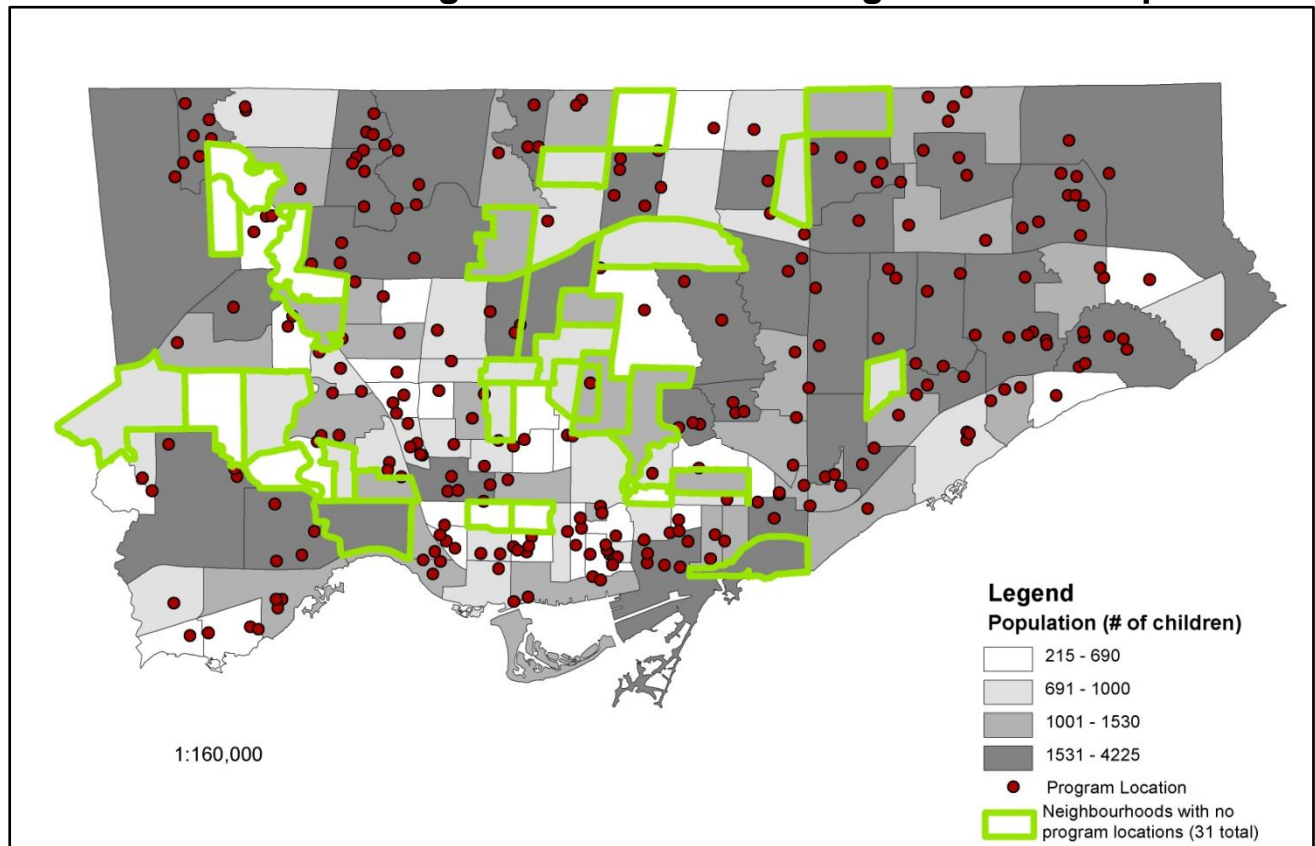 Legend
Population (# of children)
215 - 690
691 - 1000
1001 - 1530
1531 - 4225
Program Location
Neighbourhoods with no
program locations (31 total)
1:160,000